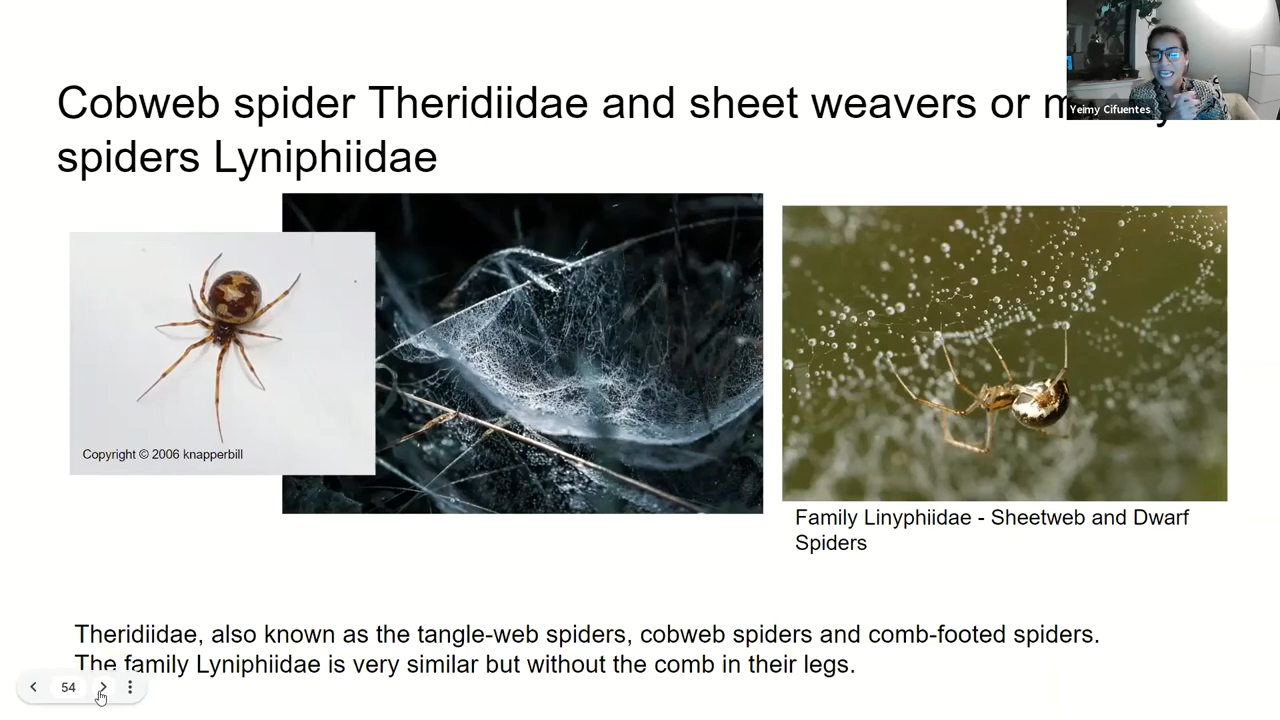 Yeimy Cifuentes
Cobweb spider Theridiidae and sheet weavers or
spiders Lyniphiidae
Copyright © 2006 knapperbill
Family Linyphiidae - Sheetweb and Dwarf
Spiders
Theridiidae, also known as the tangle-web spiders, cobweb spiders and comb-footed spiders.
The family Lyniphiidae is very similar but without the comb in their legs.
54